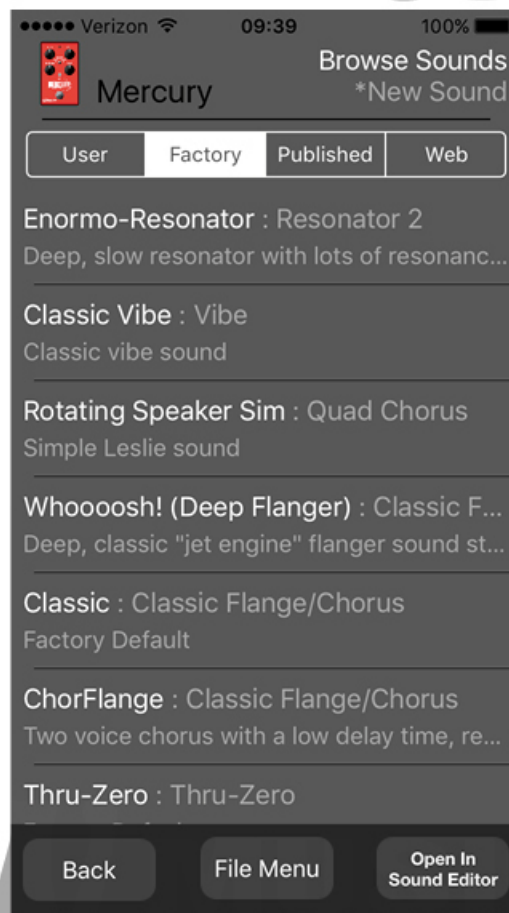 Verizon 09:39 100%
Browse Sounds
Mercury *New Sound
User Factory Published Web
Enormo-Resonator : Resonator 2
Deep, slow resonator with lots of resonanc...
Classic Vibe : Vibe
Classic vibe sound
Rotating Speaker Sim : Quad Chorus
Simple Leslie sound
Whoooosh! (Deep Flanger) : Classic F...
Deep, classic "jet engine" flanger sound st...
Classic : Classic Flange/Chorus
Factory Default
ChorFlange : Classic Flange/Chorus
Two voice chorus with a low delay time, re...
Thru-Zero : Thru-Zero
Back File Menu Open In
Sound Editor